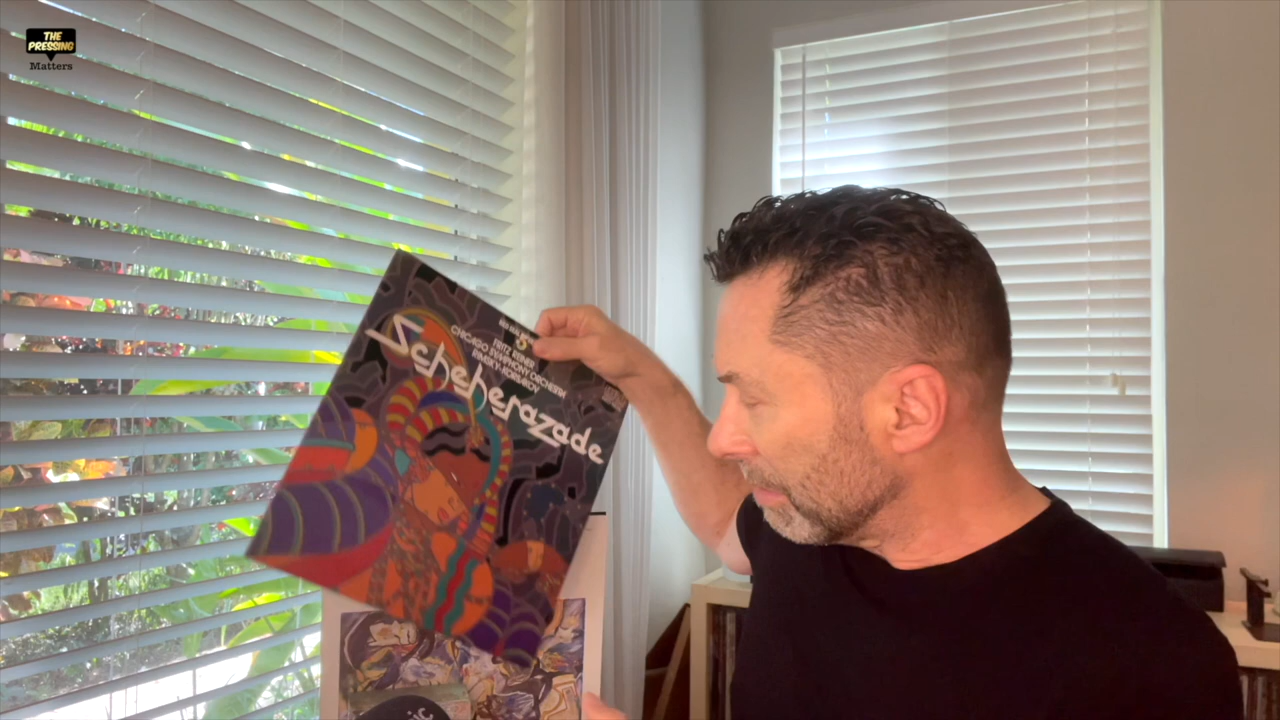 THE
PRESSING
Matters
FRITZ REINER
CHICAGO SYMPHONY ORCHESTRA
RIMSKY-KORSAKOV
Scheherazade